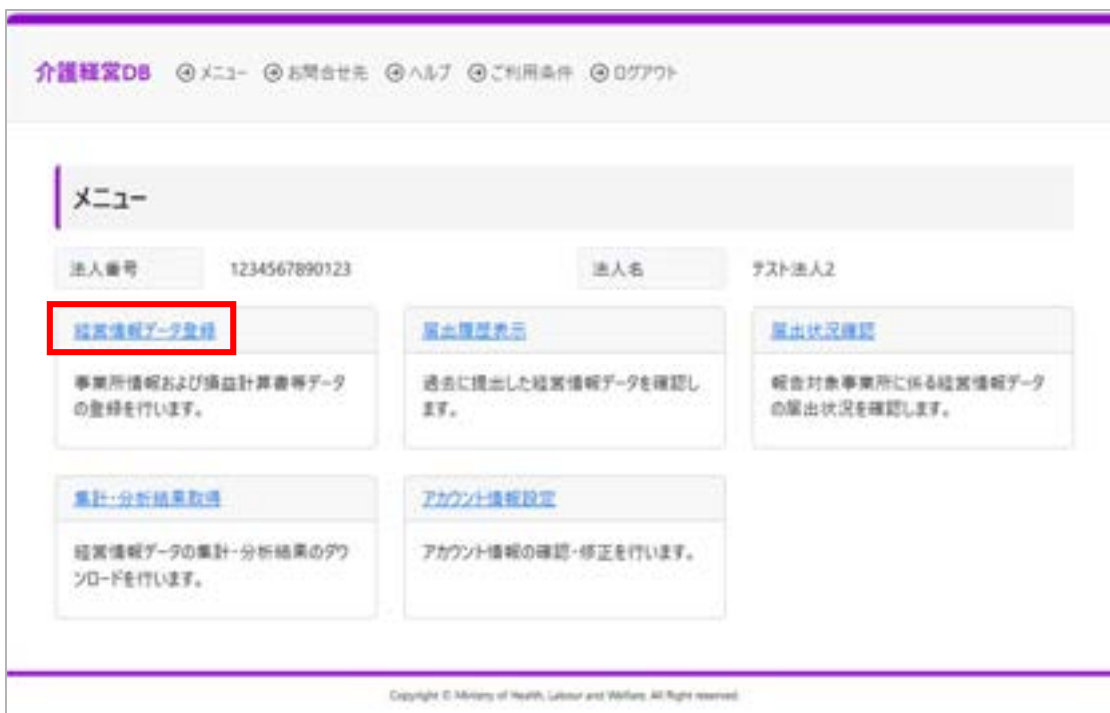 介護経営DB メニュー お問合せ先 ヘルプ ご利用条件 ログアウト
メニュー
法人番号 1234567890123 法人名 テスト法人2
経営情報データ登録 届出履歴表示 届出状況確認
事業所情報および損益計算書等データ
の登録を行います。
過去に提出した経営情報データを確認し
ます。
報告対象事業所に係る経営情報データ
の届出状況を確認します。
集計・分析結果取得 アカウント情報設定
経営情報データの集計・分析結果のダウ
ンロードを行います。
アカウント情報の確認・修正を行います。
Copyright © Ministry of Health, Labour and Welfare, All Right reserved.